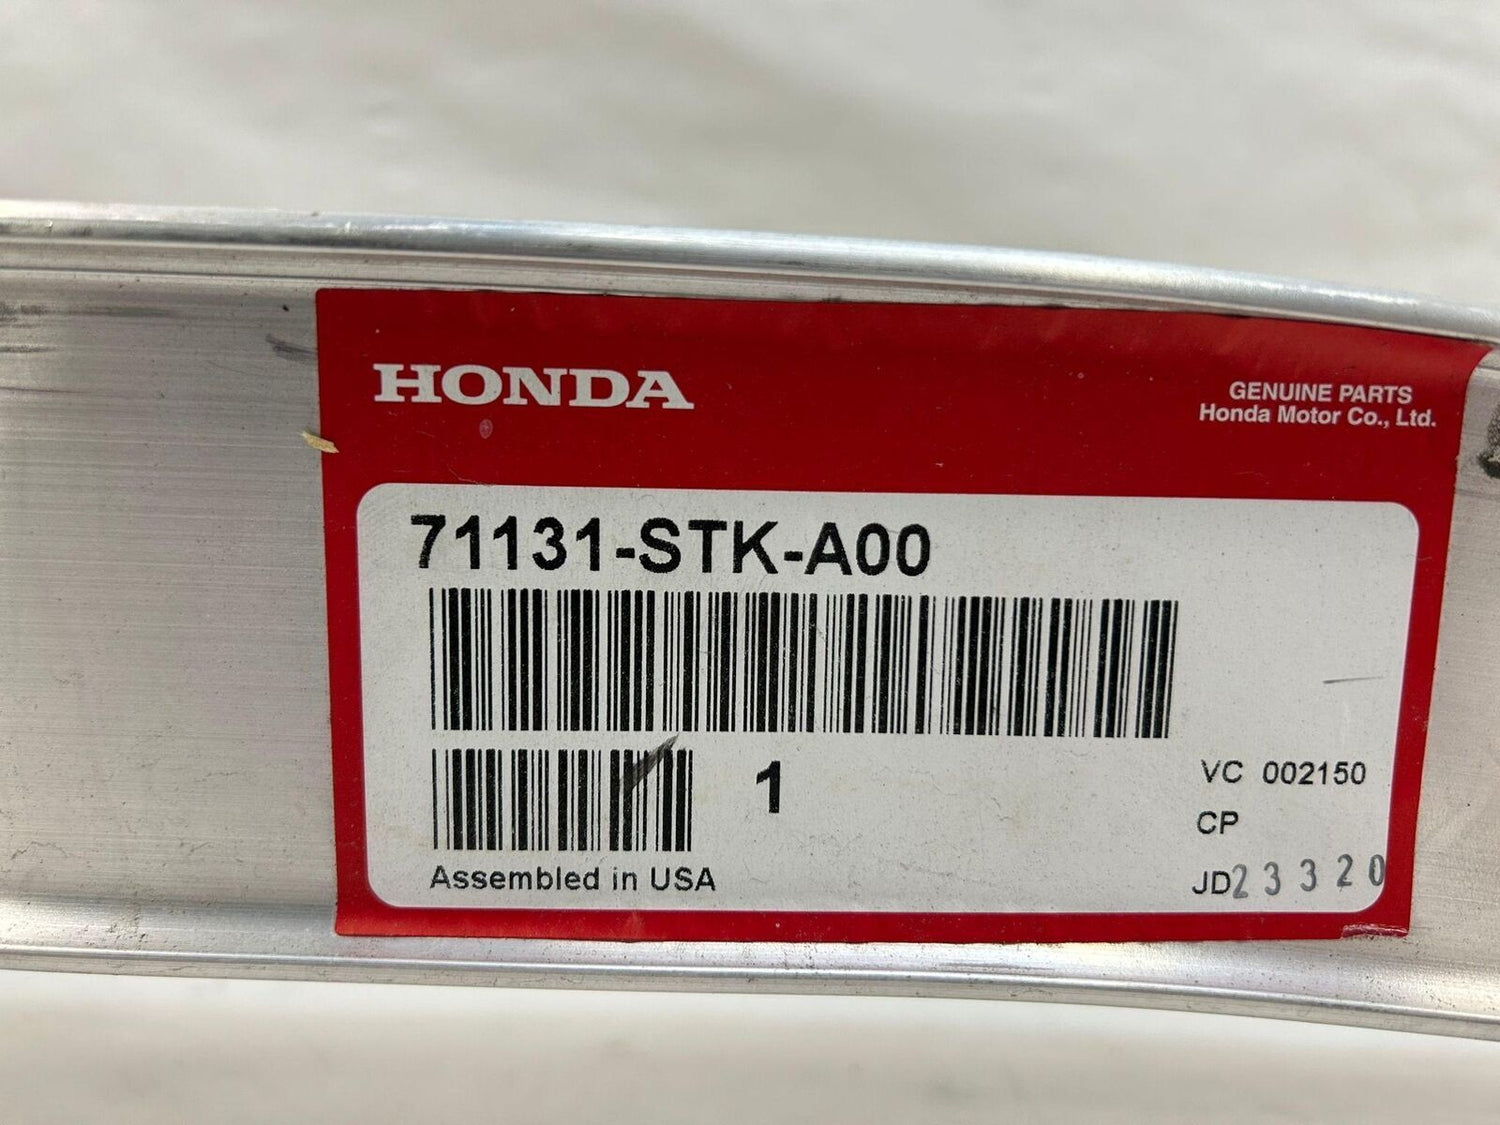 HONDA
GENUINE PARTS
Honda Motor Co., Ltd.
71131-STK-A00
1
VC 002150
CP
Assembled in USA
JD23320